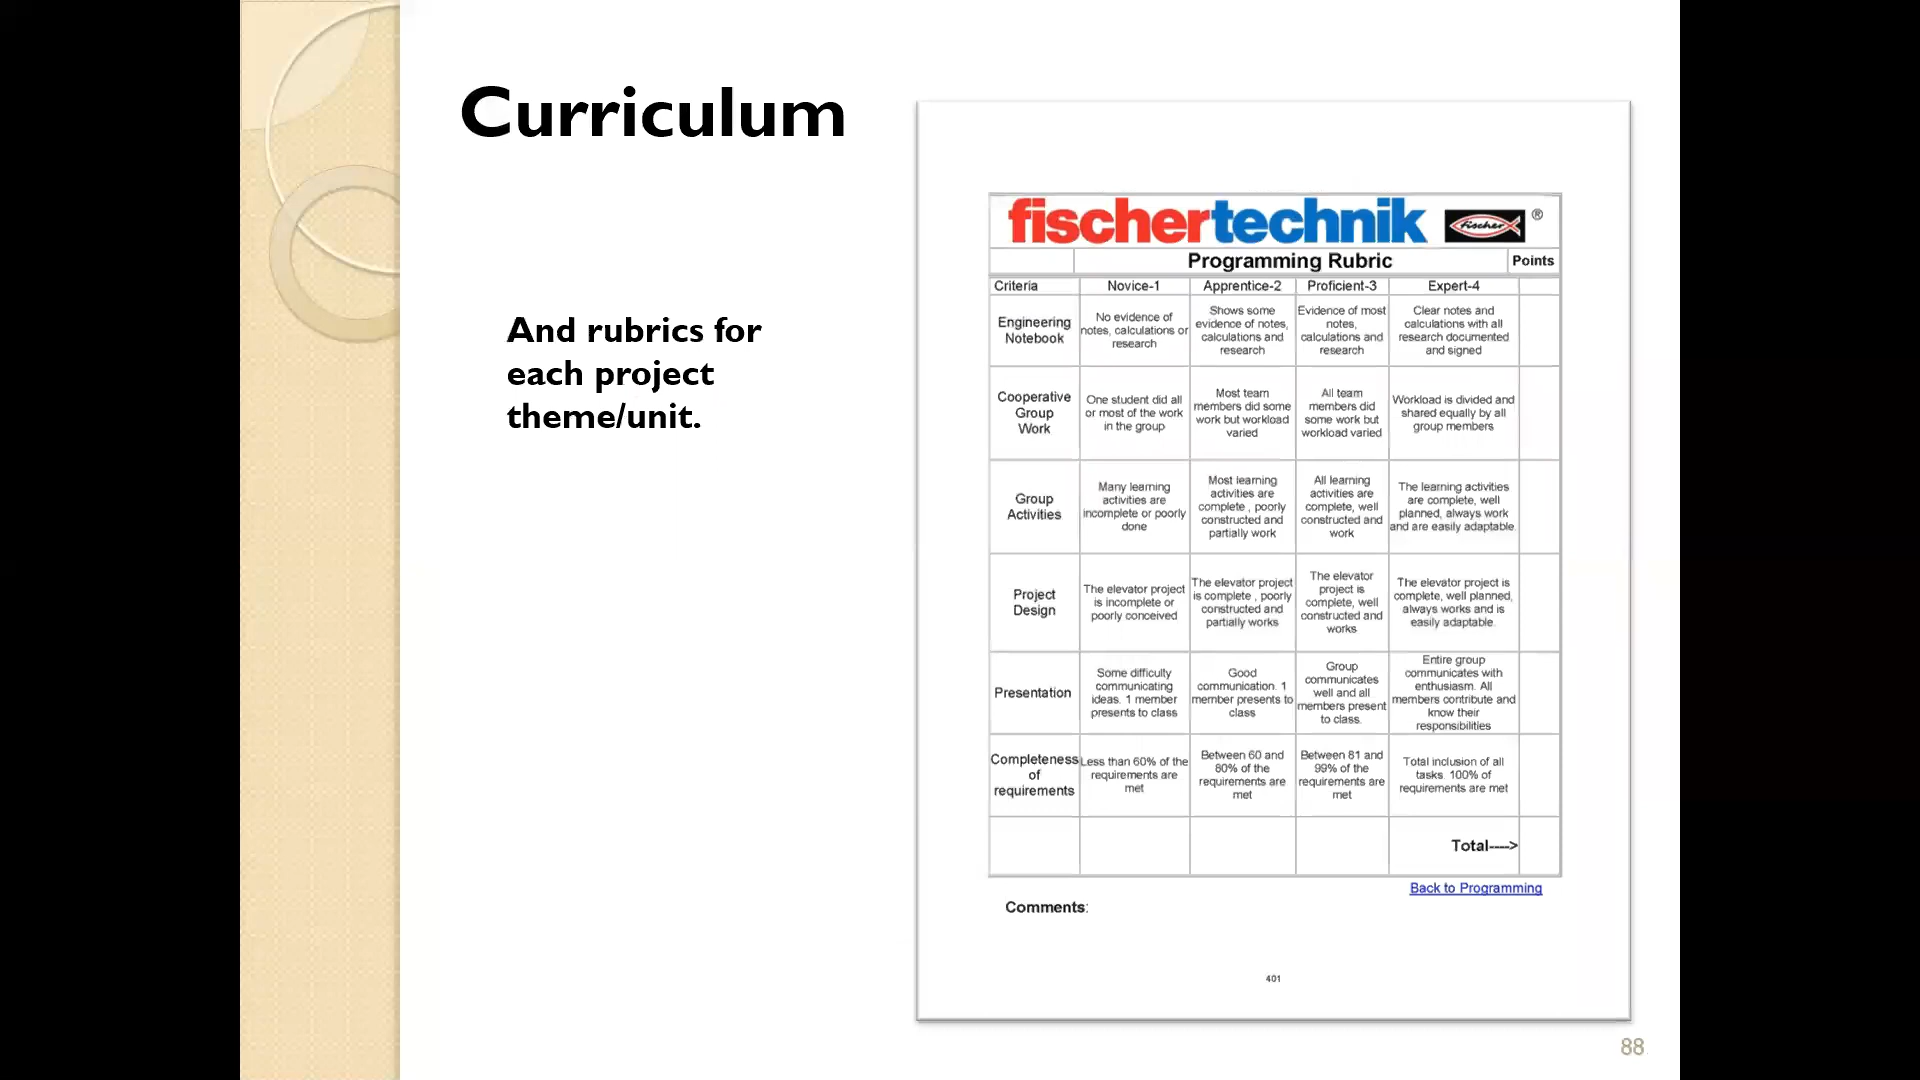 Curriculum
And rubrics for
each project
theme/unit.
fischertechnik fischer ®
Programming Rubric Points
Criteria Novice-1 Apprentice-2 Proficient-3 Expert-4
Engineering
Notebook
No evidence of
notes, calculations or
research
Shows some
evidence of notes,
calculations and
research
Evidence of most
notes,
calculations and
research
Clear notes and
calculations with all
research documented
and signed
Cooperative
Group
Work
One student did all
or most of the work
in the group
Most team
members did some
work but workload
varied
All team
members did
some work but
workload varied
Workload is divided and
shared equally by all
group members
Group
Activities
Many learning
activities are
incomplete or poorly
done
Most learning
activities are
complete , poorly
constructed and
partially work
All learning
activities are
complete, well
constructed and
work
The learning activities
are complete, well
planned, always work
and are easily adaptable.
Project
Design
The elevator project
is incomplete or
poorly conceived
The elevator project
is complete , poorly
constructed and
partially works
The elevator
project is
complete, well
constructed and
works
The elevator project is
complete, well planned,
always works and is
easily adaptable.
Presentation
Some difficulty
communicating
ideas. 1 member
presents to class
Good
communication. 1
member presents to
class
Group
communicates
well and all
members present
to class.
Entire group
communicates with
enthusiasm. All
members contribute and
know their
responsibilities
Completeness
of
requirements
Less than 60% of the
requirements are
met
Between 60 and
80% of the
requirements are
met
Between 81 and
99% of the
requirements are
met
Total inclusion of all
tasks. 100% of
requirements are met
Total---->
Back to Programming
Comments:
401
88